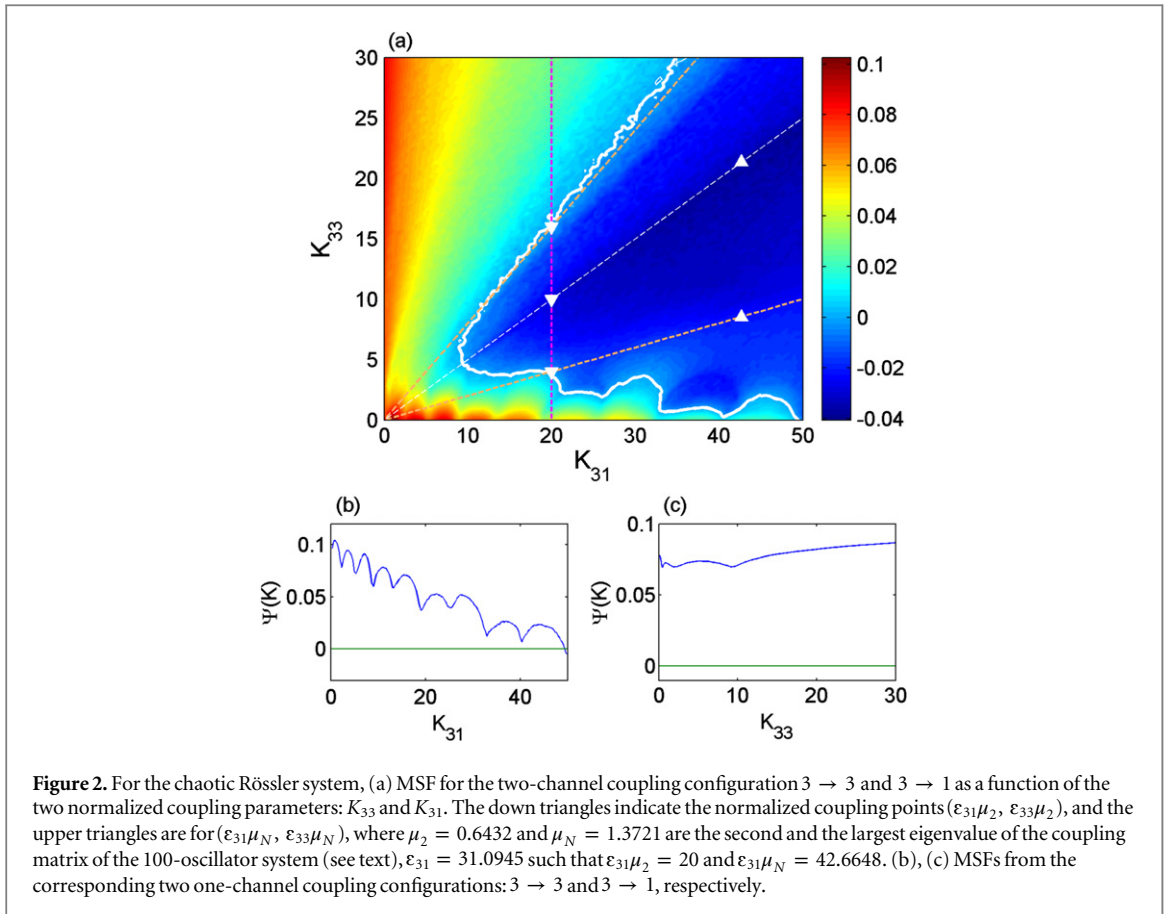 (a)
30
25
20
15
10
5
0
K₃₃
0 10 20 30 40 50
K₃₁
0.1
0.08
0.06
0.04
0.02
0
-0.02
-0.04
(b)
0.1
0.05
0
Ψ(K)
0 20 40
K₃₁
(c)
0.1
0.05
0
Ψ(K)
0 10 20 30
K₃₃
Figure 2. For the chaotic Rössler system, (a) MSF for the two-channel coupling configuration 3 → 3 and 3 → 1 as a function of the
two normalized coupling parameters: K₃₃ and K₃₁. The down triangles indicate the normalized coupling points (ε₃₁μ₂, ε₃₃μ₂), and the
upper triangles are for (ε₃₁μ_N, ε₃₃μ_N), where μ₂ = 0.6432 and μ_N = 1.3721 are the second and the largest eigenvalue of the coupling
matrix of the 100-oscillator system (see text), ε₃₁ = 31.0945 such that ε₃₁μ₂ = 20 and ε₃₁μ_N = 42.6648. (b), (c) MSFs from the
corresponding two one-channel coupling configurations: 3 → 3 and 3 → 1, respectively.